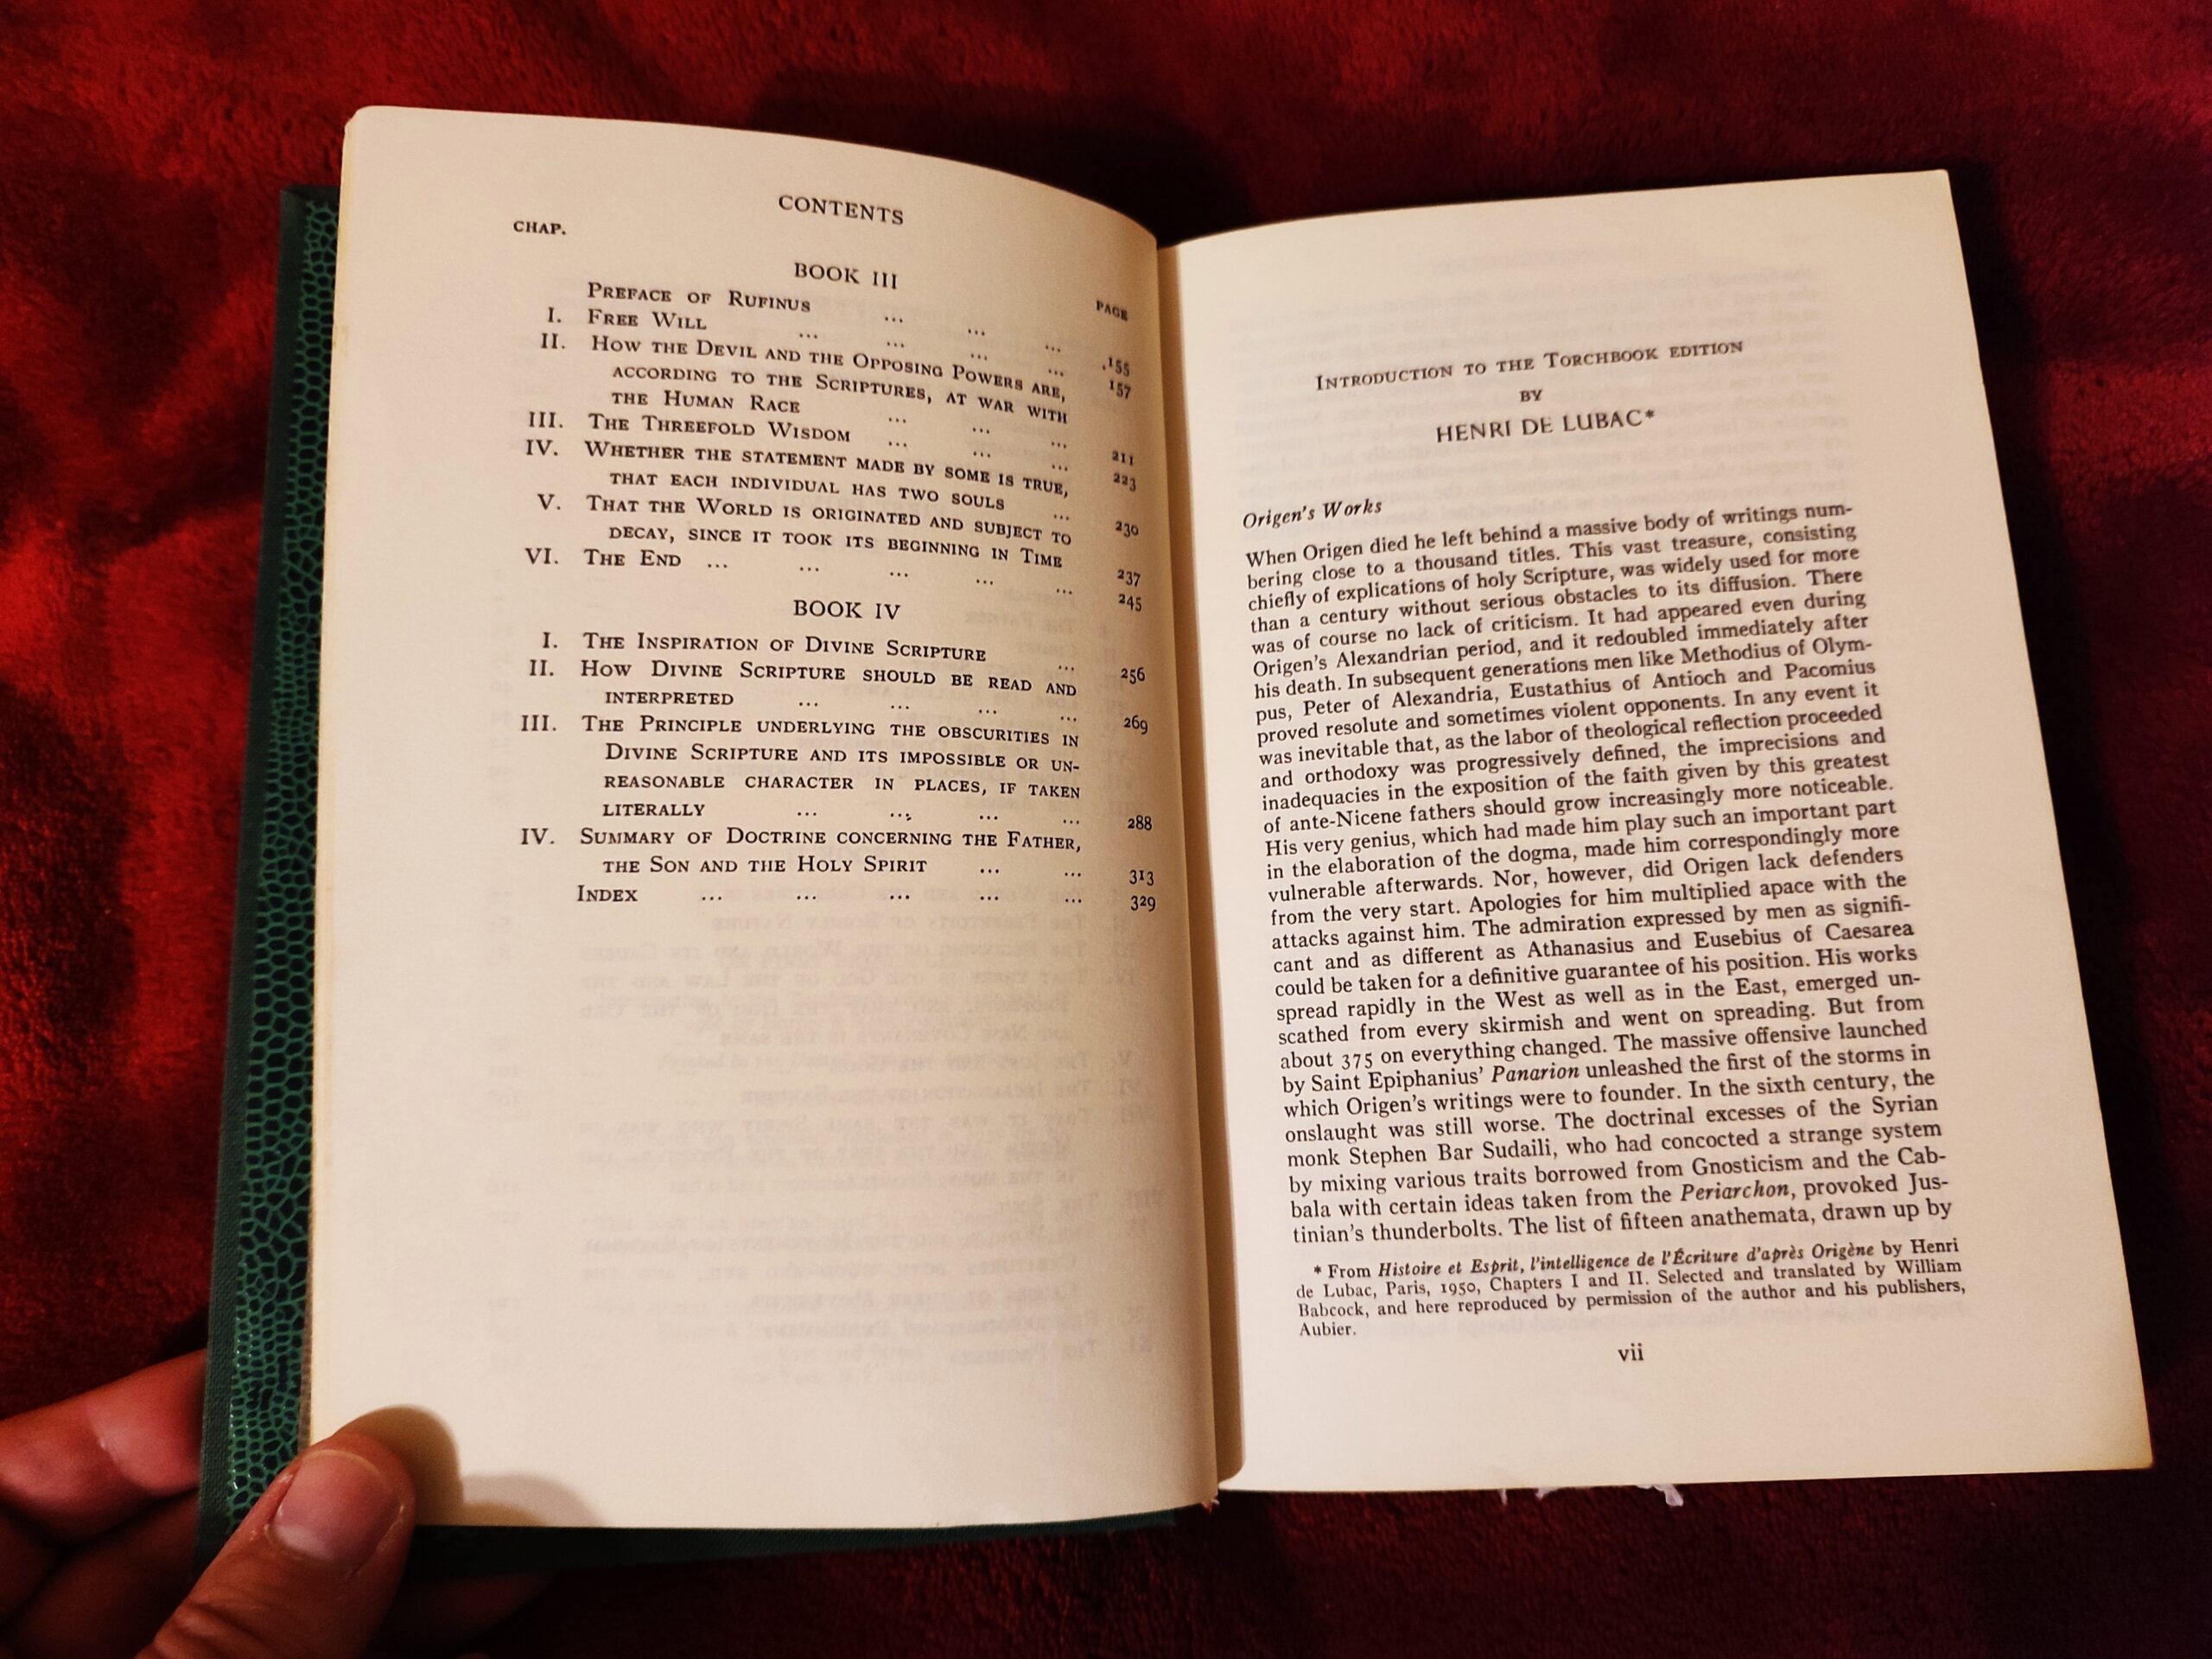 CONTENTS
CHAP.
BOOK III
PAGE
PREFACE OF RUFINUS ... ... ... 155
I. FREE WILL ... ... ... ... 157
II. HOW THE DEVIL AND THE OPPOSING POWERS ARE,
ACCORDING TO THE SCRIPTURES, AT WAR WITH
THE HUMAN RACE ... ... ... 211
III. THE THREEFOLD WISDOM ... ... ... 223
IV. WHETHER THE STATEMENT MADE BY SOME IS TRUE,
THAT EACH INDIVIDUAL HAS TWO SOULS ... 230
V. THAT THE WORLD IS ORIGINATED AND SUBJECT TO
DECAY, SINCE IT TOOK ITS BEGINNING IN TIME 237
VI. THE END ... ... ... ... ... 245
BOOK IV
I. THE INSPIRATION OF DIVINE SCRIPTURE ... 256
II. HOW DIVINE SCRIPTURE SHOULD BE READ AND
INTERPRETED ... ... ... ... 269
III. THE PRINCIPLE UNDERLYING THE OBSCURITIES IN
DIVINE SCRIPTURE AND ITS IMPOSSIBLE OR UN-
REASONABLE CHARACTER IN PLACES, IF TAKEN
LITERALLY ... ... ... ... 288
IV. SUMMARY OF DOCTRINE CONCERNING THE FATHER,
THE SON AND THE HOLY SPIRIT ... ... 313
INDEX ... ... ... ... ... 329
INTRODUCTION TO THE TORCHBOOK EDITION
BY
HENRI DE LUBAC*
Origen's Works
When Origen died he left behind a massive body of writings num-
bering close to a thousand titles. This vast treasure, consisting
chiefly of explications of holy Scripture, was widely used for more
than a century without serious obstacles to its diffusion. There
was of course no lack of criticism. It had appeared even during
Origen's Alexandrian period, and it redoubled immediately after
his death. In subsequent generations men like Methodius of Olym-
pus, Peter of Alexandria, Eustathius of Antioch and Pacomius
proved resolute and sometimes violent opponents. In any event it
was inevitable that, as the labor of theological reflection proceeded
and orthodoxy was progressively defined, the imprecisions and
inadequacies in the exposition of the faith given by this greatest
of ante-Nicene fathers should grow increasingly more noticeable.
His very genius, which had made him play such an important part
in the elaboration of the dogma, made him correspondingly more
vulnerable afterwards. Nor, however, did Origen lack defenders
from the very start. Apologies for him multiplied apace with the
attacks against him. The admiration expressed by men as signifi-
cant and as different as Athanasius and Eusebius of Caesarea
could be taken for a definitive guarantee of his position. His works
spread rapidly in the West as well as in the East, emerged un-
scathed from every skirmish and went on spreading. But from
about 375 on everything changed. The massive offensive launched
by Saint Epiphanius' Panarion unleashed the first of the storms in
which Origen's writings were to founder. In the sixth century, the
onslaught was still worse. The doctrinal excesses of the Syrian
monk Stephen Bar Sudaili, who had concocted a strange system
by mixing various traits borrowed from Gnosticism and the Cab-
bala with certain ideas taken from the Periarchon, provoked Jus-
tinian's thunderbolts. The list of fifteen anathemata, drawn up by
* From Histoire et Esprit, l'intelligence de l'Écriture d'après Origène by Henri
de Lubac, Paris, 1950, Chapters I and II. Selected and translated by William
Babcock, and here reproduced by permission of the author and his publishers,
Aubier.
vii